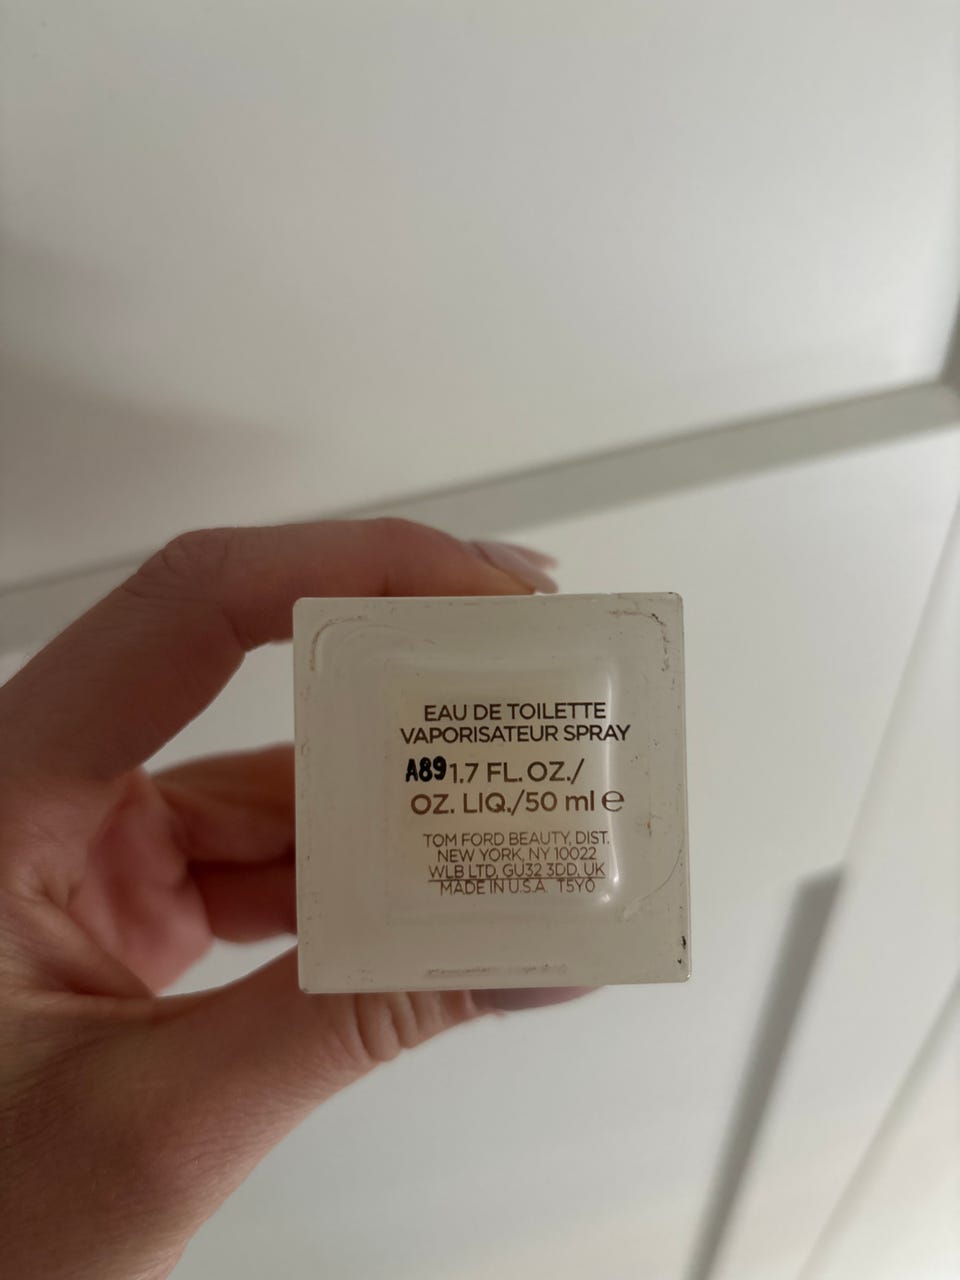 EAU DE TOILETTE
VAPORISATEUR SPRAY
A89 1.7 FL. OZ./
OZ. LIQ./50 ml ℮
TOM FORD BEAUTY, DIST.
NEW YORK, NY 10022
WLB LTD, GU32 3DD, UK
MADE IN U.S.A. T5Y0